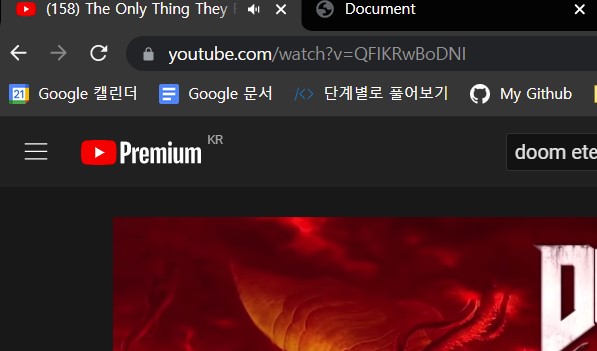 (158) The Only Thing They
Document
youtube.com/watch?v=QFIKRwBoDNI
21 Google 캘린더 Google 문서 단계별로 풀어보기 My Github
Premium KR
doom ete